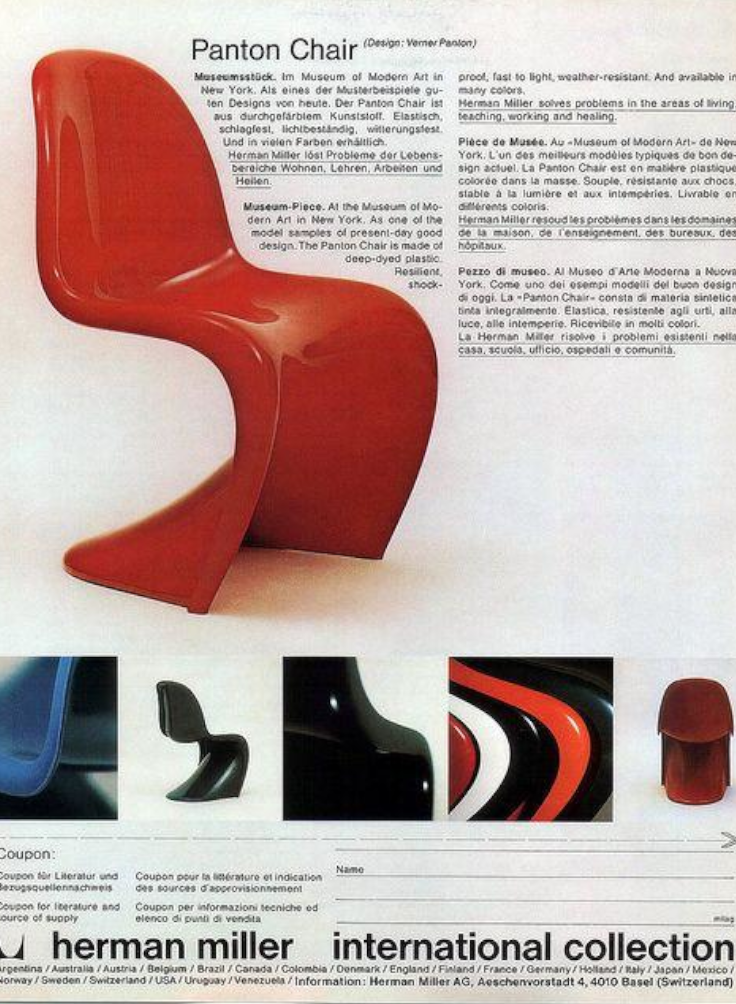 Panton Chair (Design: Verner Panton)
Museumsstück. Im Museum of Modern Art in
New York. Als eines der Musterbeispiele gu-
ten Designs von heute. Der Panton Chair ist
aus durchgefärbtem Kunststoff. Elastisch,
schlagfest, lichtbeständig, witterungsfest.
Und in vielen Farben erhältlich.
Herman Miller löst Probleme der Lebens-
bereiche Wohnen, Lehren, Arbeiten und
Heilen.
Museum-Piece. At the Museum of Mo-
dern Art in New York. As one of the
model samples of present-day good
design. The Panton Chair is made of
deep-dyed plastic.
Resilient,
shock-
proof, fast to light, weather-resistant. And available in
many colors.
Herman Miller solves problems in the areas of living,
teaching, working and healing.
Pièce de Musée. Au «Museum of Modern Art» de New
York. L'un des meilleurs modèles typiques de bon de-
sign actuel. La Panton Chair est en matière plastique
colorée dans la masse. Souple, résistante aux chocs,
stable à la lumière et aux intempéries. Livrable en
différents coloris.
Herman Miller resoud les problèmes dans les domaines
de la maison, de l'enseignement, des bureaux, des
hôpitaux.
Pezzo di museo. Al Museo d'Arte Moderna a Nuova
York. Come uno dei esempi modelli del buon design
di oggi. La «Panton Chair» consta di materia sintetica
tinta integralmente. Elastica, resistente agli urti, alla
luce, alle intemperie. Ricevibile in molti colori.
La Herman Miller risolve i problemi esistenti nella
casa, scuola, ufficio, ospedali e comunità.
Coupon:
Coupon für Literatur und
Bezugsquellennachweis
Coupon for literature and
source of supply
Coupon pour la littérature et indication
des sources d'approvisionnement
Coupon per informazioni tecniche ed
elenco di punti di vendita
Name
milag
herman miller international collection
Argentina / Australia / Austria / Belgium / Brazil / Canada / Colombia / Denmark / England / Finland / France / Germany / Holland / Italy / Japan / Mexico /
Norway / Sweden / Switzerland / USA / Uruguay / Venezuela / Information: Herman Miller AG, Aeschenvorstadt 4, 4010 Basel (Switzerland)